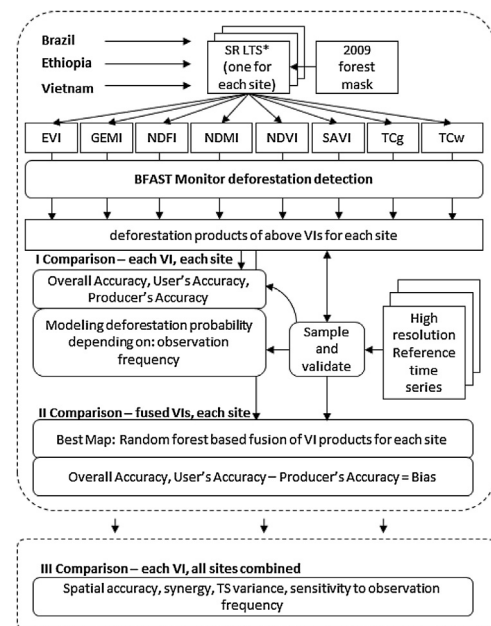 Brazil
Ethiopia
Vietnam
SR LTS*
(one for
each site)
2009
forest
mask
EVI
GEMI
NDFI
NDMI
NDVI
SAVI
TCg
TCw
BFAST Monitor deforestation detection
deforestation products of above VIs for each site
I Comparison – each VI, each site
Overall Accuracy, User's Accuracy,
Producer's Accuracy
Modeling deforestation probability
depending on: observation
frequency
Sample
and
validate
High
resolution
Reference
time
series
II Comparison – fused VIs, each site
Best Map: Random forest based fusion of VI products for each site
Overall Accuracy, User's Accuracy – Producer's Accuracy = Bias
III Comparison – each VI, all sites combined
Spatial accuracy, synergy, TS variance, sensitivity to observation
frequency